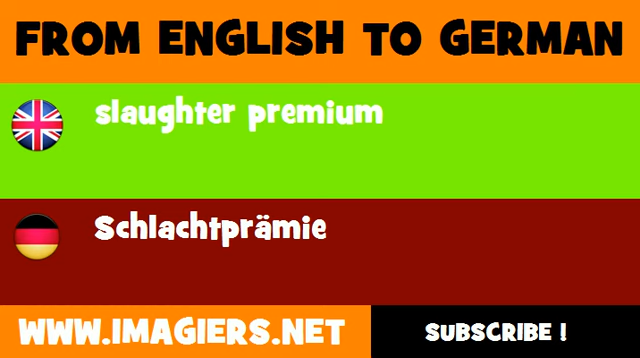 FROM ENGLISH TO GERMAN
slaughter premium
Schlachtprämie
WWW.IMAGIERS.NET
SUBSCRIBE !